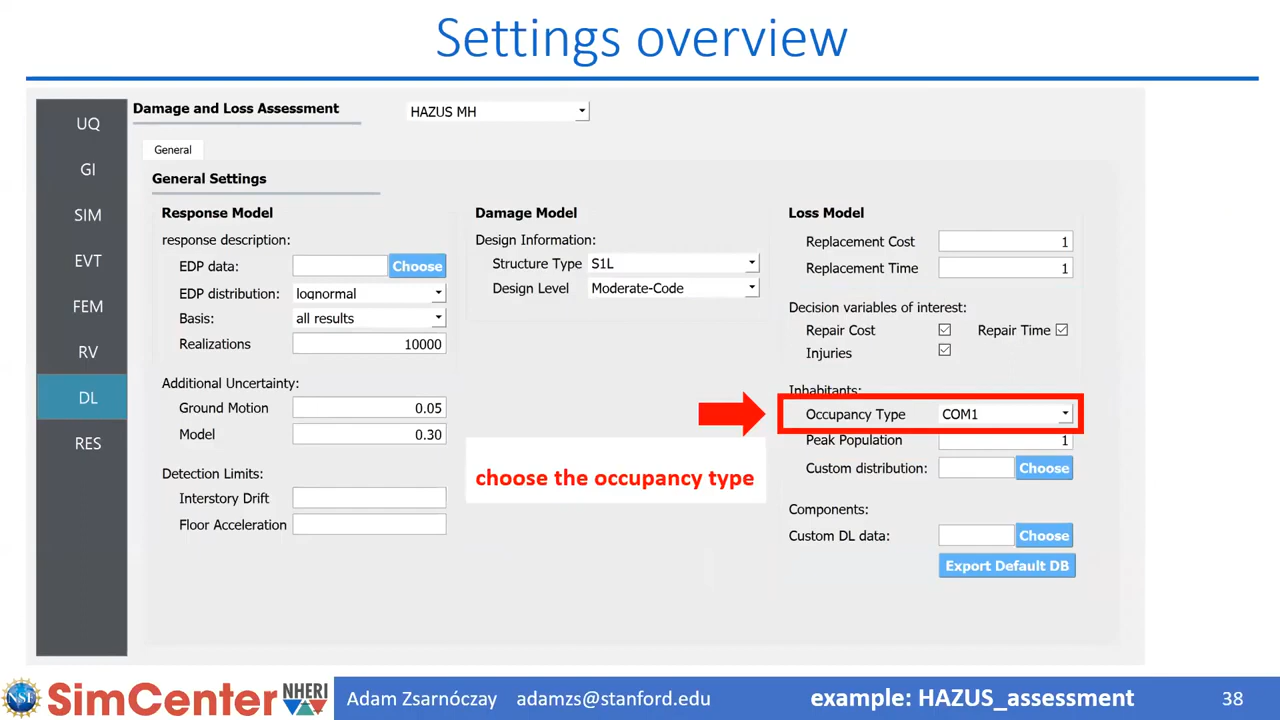 Settings overview
UQ
GI
SIM
EVT
FEM
RV
DL
RES
Damage and Loss Assessment
HAZUS MH
General
General Settings
Response Model
response description:
EDP data: Choose
EDP distribution: lognormal
Basis: all results
Realizations 10000
Additional Uncertainty:
Ground Motion 0.05
Model 0.30
Detection Limits:
Interstory Drift
Floor Acceleration
Damage Model
Design Information:
Structure Type S1L
Design Level Moderate-Code
choose the occupancy type
Loss Model
Replacement Cost 1
Replacement Time 1
Decision variables of interest:
Repair Cost Repair Time
Injuries
Inhabitants:
Occupancy Type COM1
Peak Population 1
Custom distribution: Choose
Components:
Custom DL data: Choose
Export Default DB
NSF SimCenter NHERI Adam Zsarnóczay adamzs@stanford.edu example: HAZUS_assessment 38